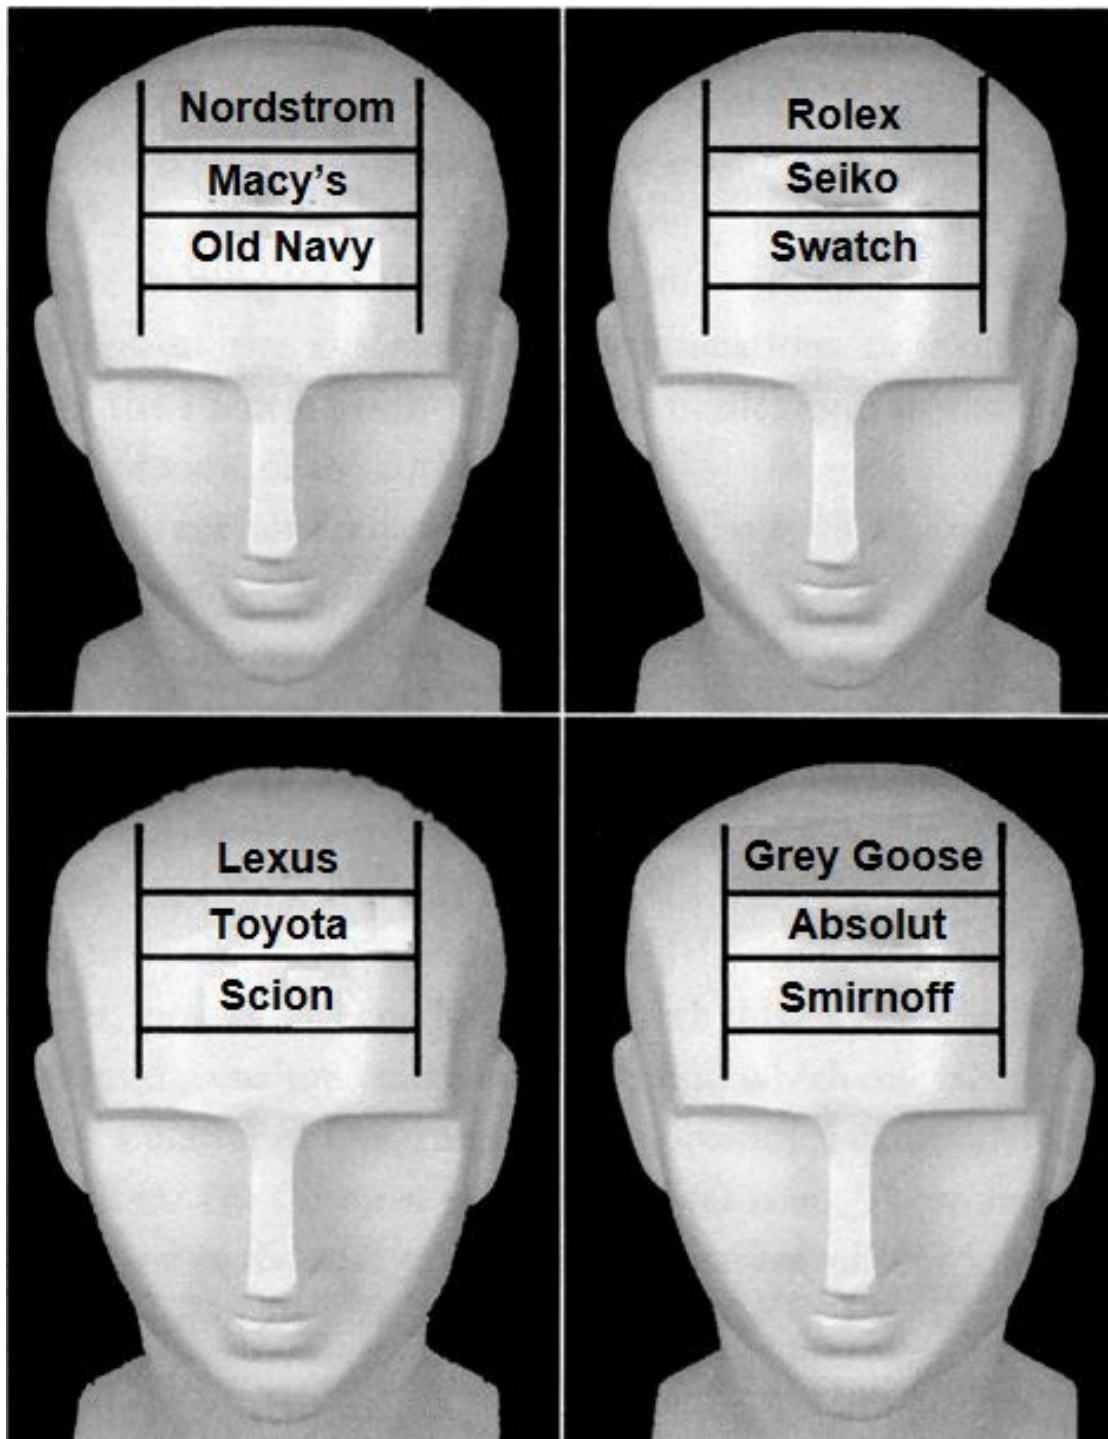 Nordstrom
Macy's
Old Navy
Rolex
Seiko
Swatch
Lexus
Toyota
Scion
Grey Goose
Absolut
Smirnoff